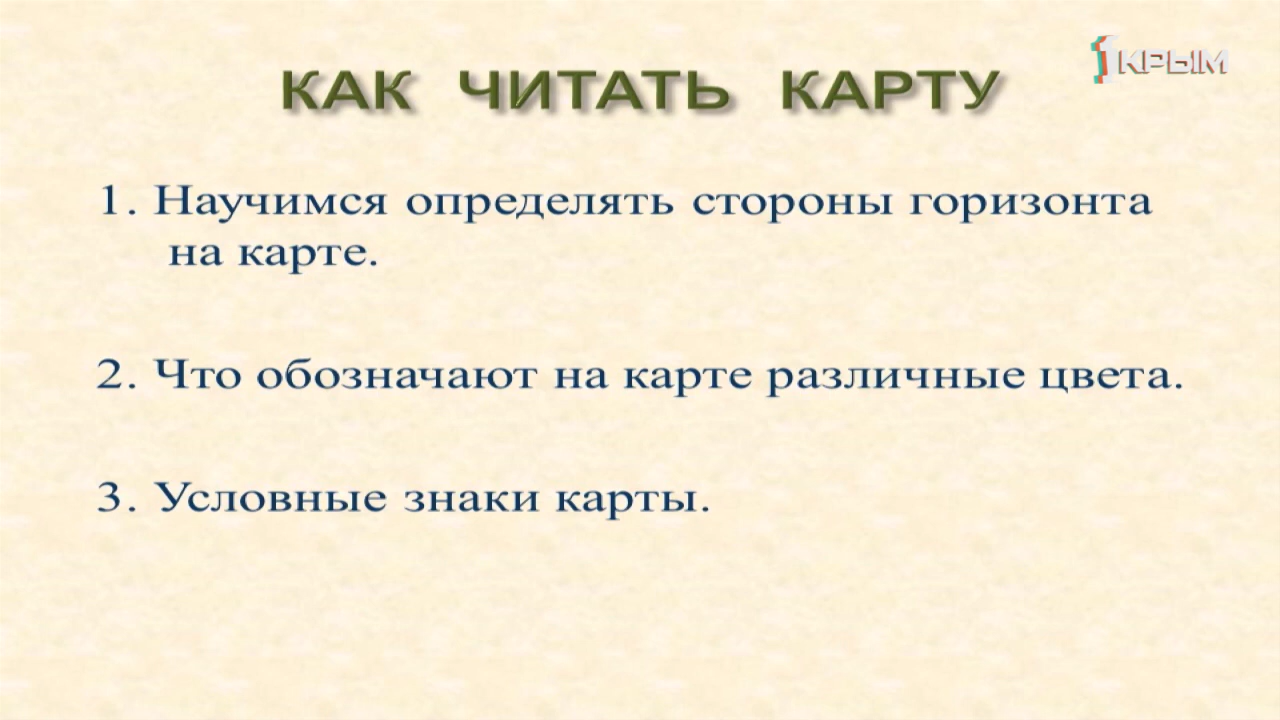 1КРЫМ
КАК ЧИТАТЬ КАРТУ
1. Научимся определять стороны горизонта
на карте.
2. Что обозначают на карте различные цвета.
3. Условные знаки карты.